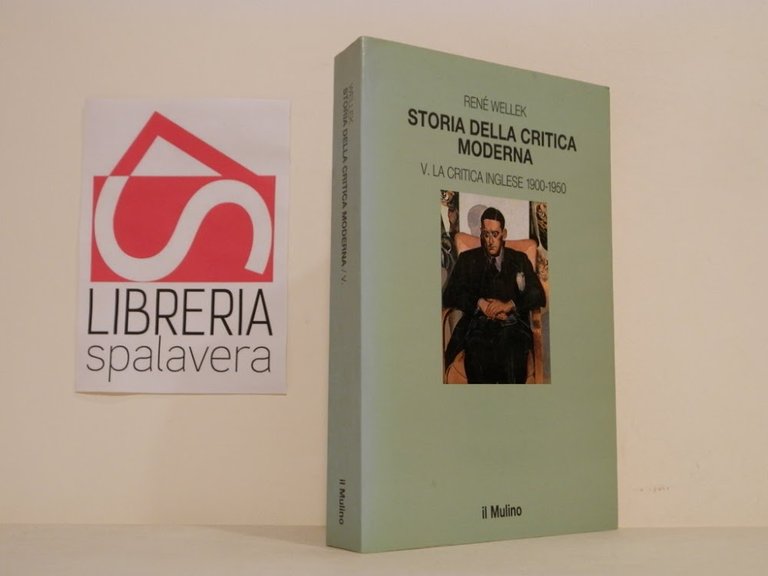 LIBRERIA
spalavera
WELLEK
STORIA DELLA CRITICA MODERNA / V.
il Mulino
RENÉ WELLEK
STORIA DELLA CRITICA
MODERNA
V. LA CRITICA INGLESE 1900-1950
il Mulino